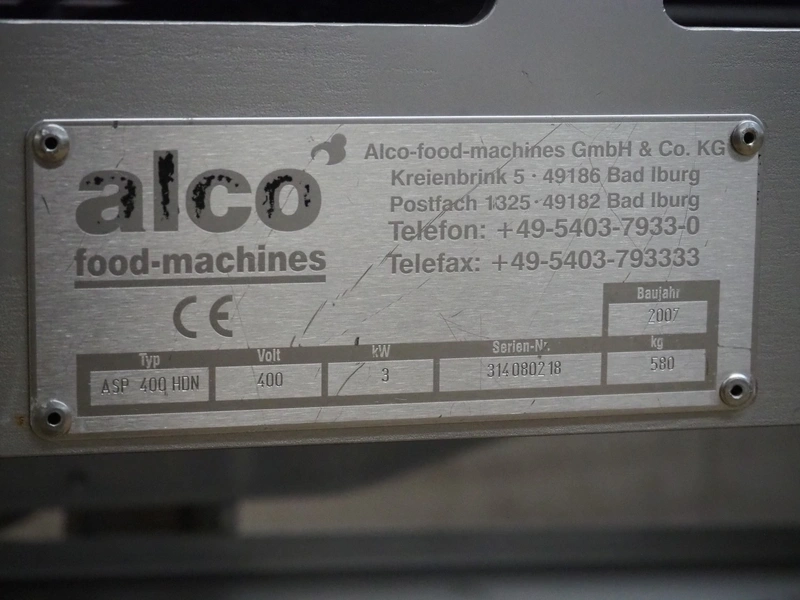 alco
food-machines
Alco-food-machines GmbH & Co. KG
Kreienbrink 5 · 49186 Bad Iburg
Postfach 1325 · 49182 Bad Iburg
Telefon: +49-5403-7933-0
Telefax: +49-5403-793333
CE
Baujahr
2007
Typ Volt kW Serien-Nr. kg
ASP 400 HDN 400 3 314080218 580